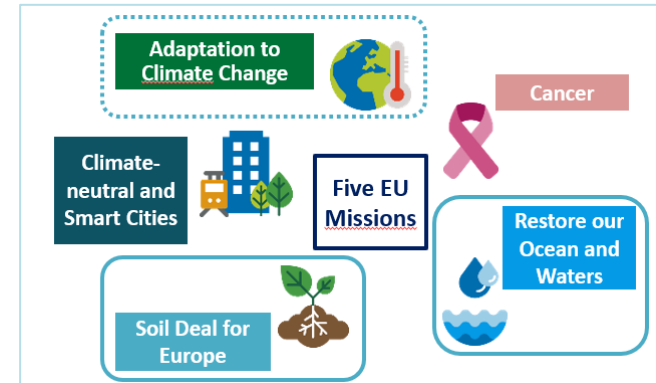 Adaptation to
Climate Change
Cancer
Climate-
neutral and
Smart Cities
Five EU
Missions
Restore our
Ocean and
Waters
Soil Deal for
Europe